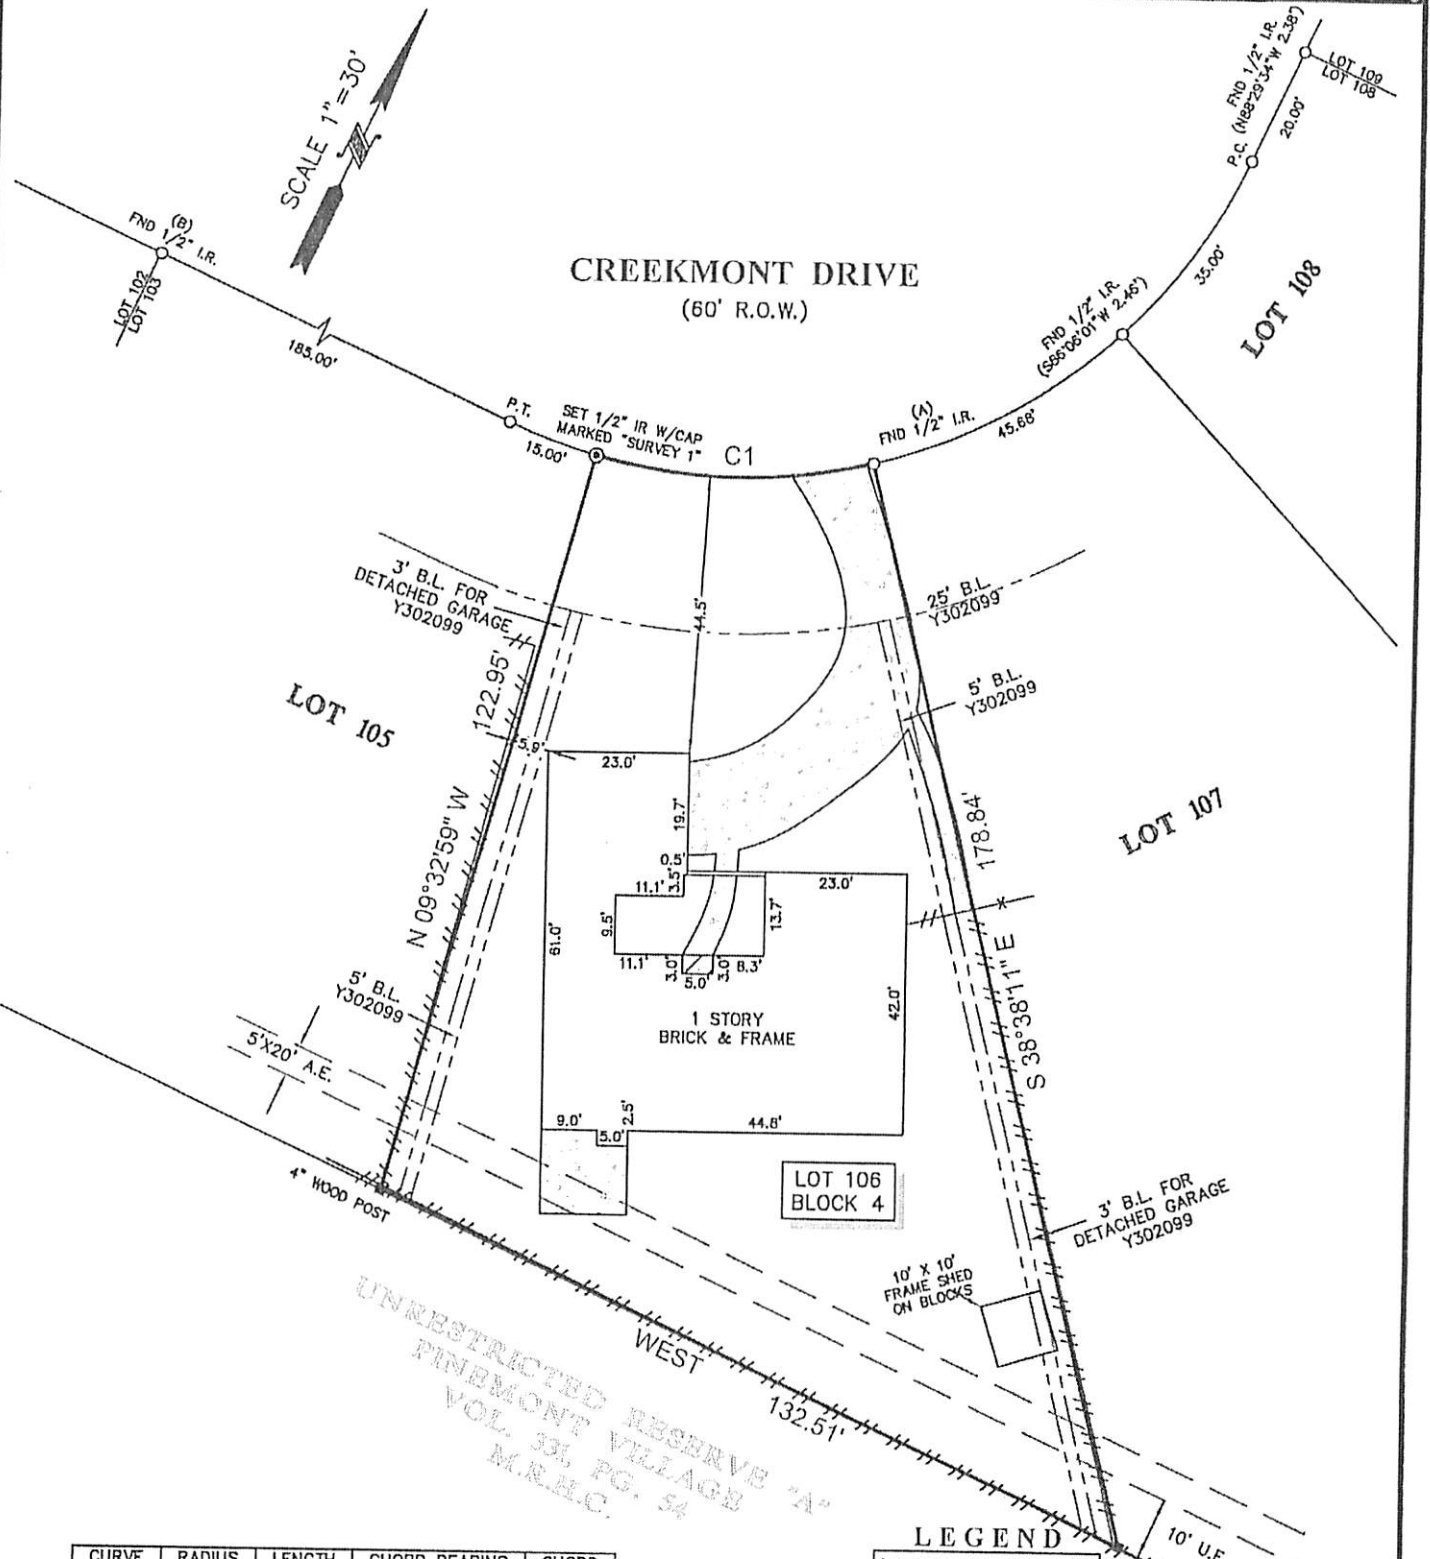 SCALE 1"=30'
FND 1/2" I.R.
P.C. (N88°29'34"W 2.38')
LOT 109
LOT 108
20.00'
(B)
FND 1/2" I.R.
LOT 102
LOT 103
185.00'
CREEKMONT DRIVE
(60' R.O.W.)
35.00'
LOT 108
FND 1/2" I.R.
(S66°06'01"W 2.46')
P.T.
SET 1/2" IR W/CAP
MARKED "SURVEY 1"
15.00'
C1
(A)
FND 1/2" I.R.
45.68'
3' B.L. FOR
DETACHED GARAGE
Y302099
44.5'
25' B.L.
Y302099
5' B.L.
Y302099
LOT 105
122.95'
N 09°32'59" W
5.9'
23.0'
19.7'
178.84'
S 38°38'11" E
LOT 107
0.5'
3.5'
11.1'
23.0'
9.5'
13.7'
61.0'
11.1'
3.0'
5.0'
3.0'
8.3'
42.0'
1 STORY
BRICK & FRAME
5' B.L.
Y302099
5'X20' A.E.
9.0'
5.0'
2.5'
44.8'
LOT 106
BLOCK 4
4" WOOD POST
3' B.L. FOR
DETACHED GARAGE
Y302099
10' X 10'
FRAME SHED
ON BLOCKS
WEST
132.51'
UNRESTRICTED RESERVE "A"
PINEMONT VILLAGE
VOL. 331, PG. 54
M.R.H.C.
LEGEND
10' U.E.
CURVE RADIUS LENGTH CHORD BEARING CHORD